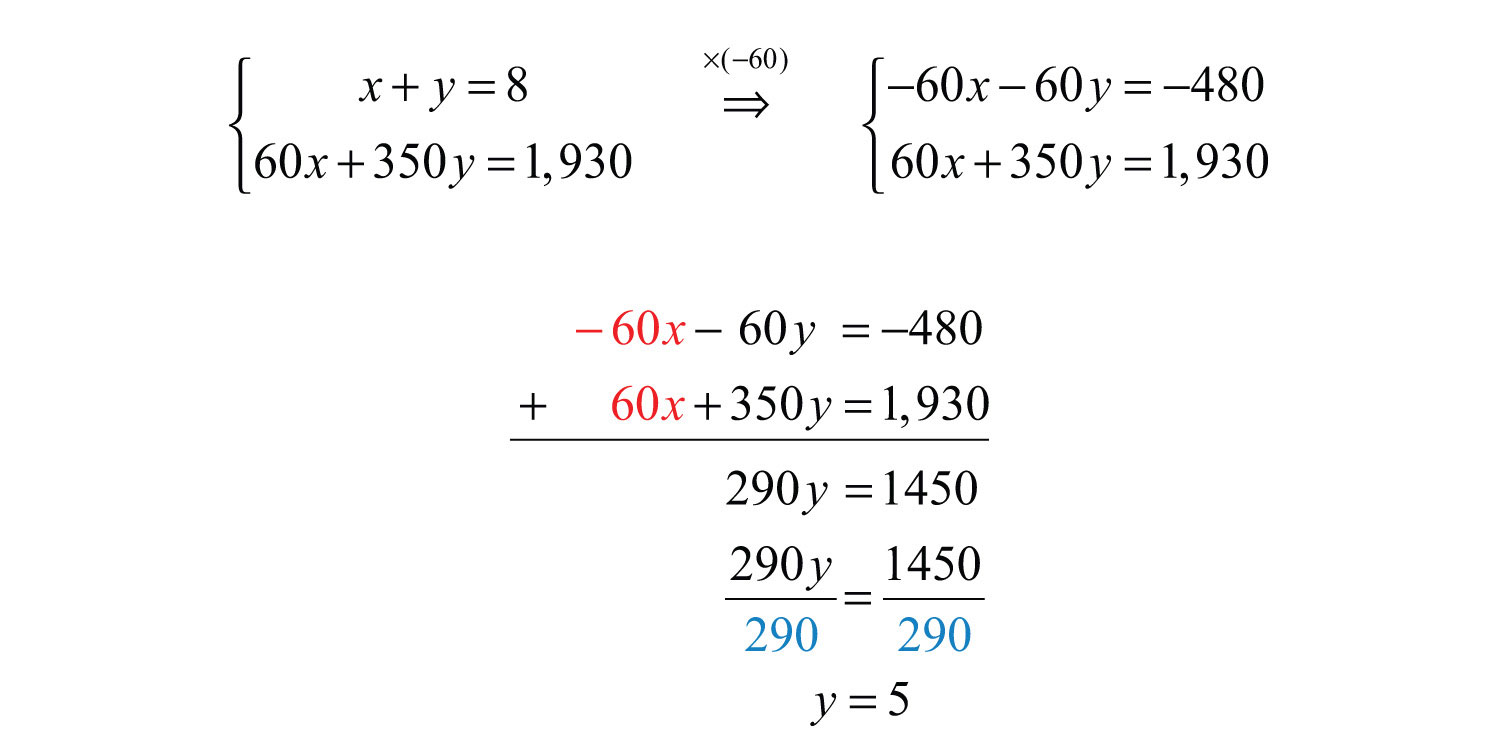 x + y = 8 ×(−60) ⇒ −60x − 60y = −480
60x + 350y = 1,930 60x + 350y = 1,930
−60x − 60y = −480
+ 60x + 350y = 1,930
290y = 1450
290y/290 = 1450/290
y = 5